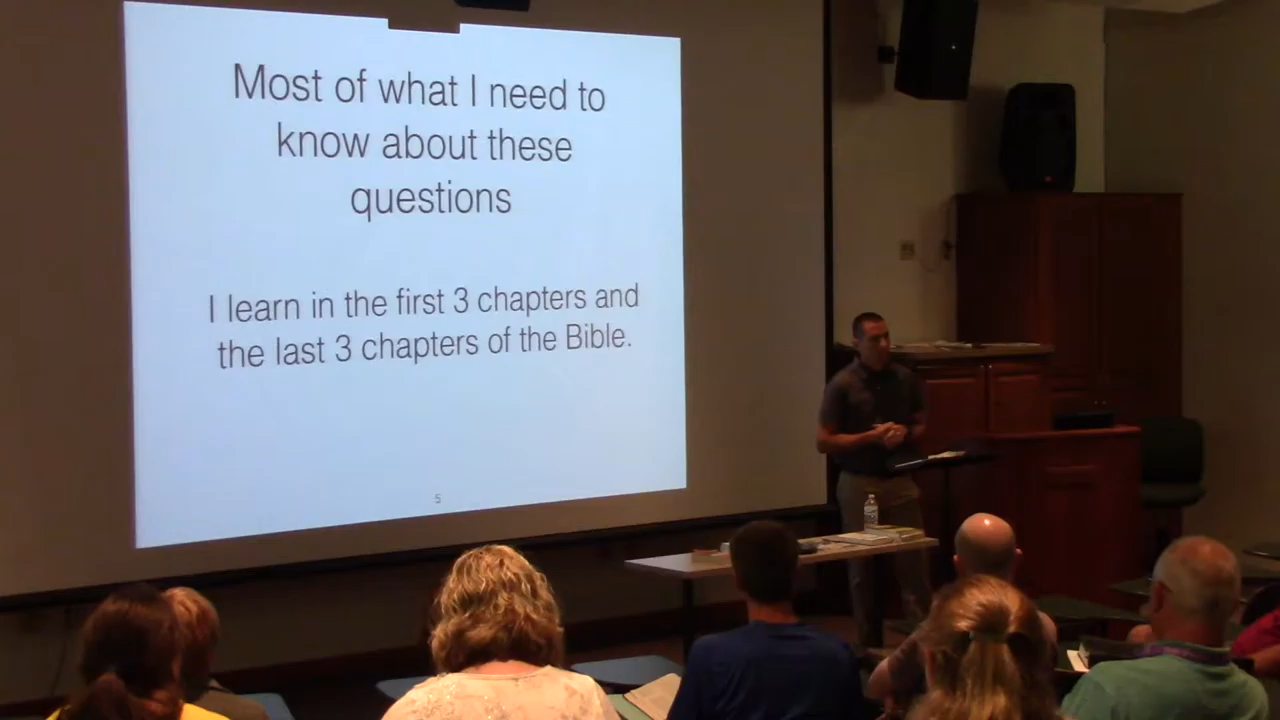 Most of what I need to
know about these
questions
I learn in the first 3 chapters and
the last 3 chapters of the Bible.
5